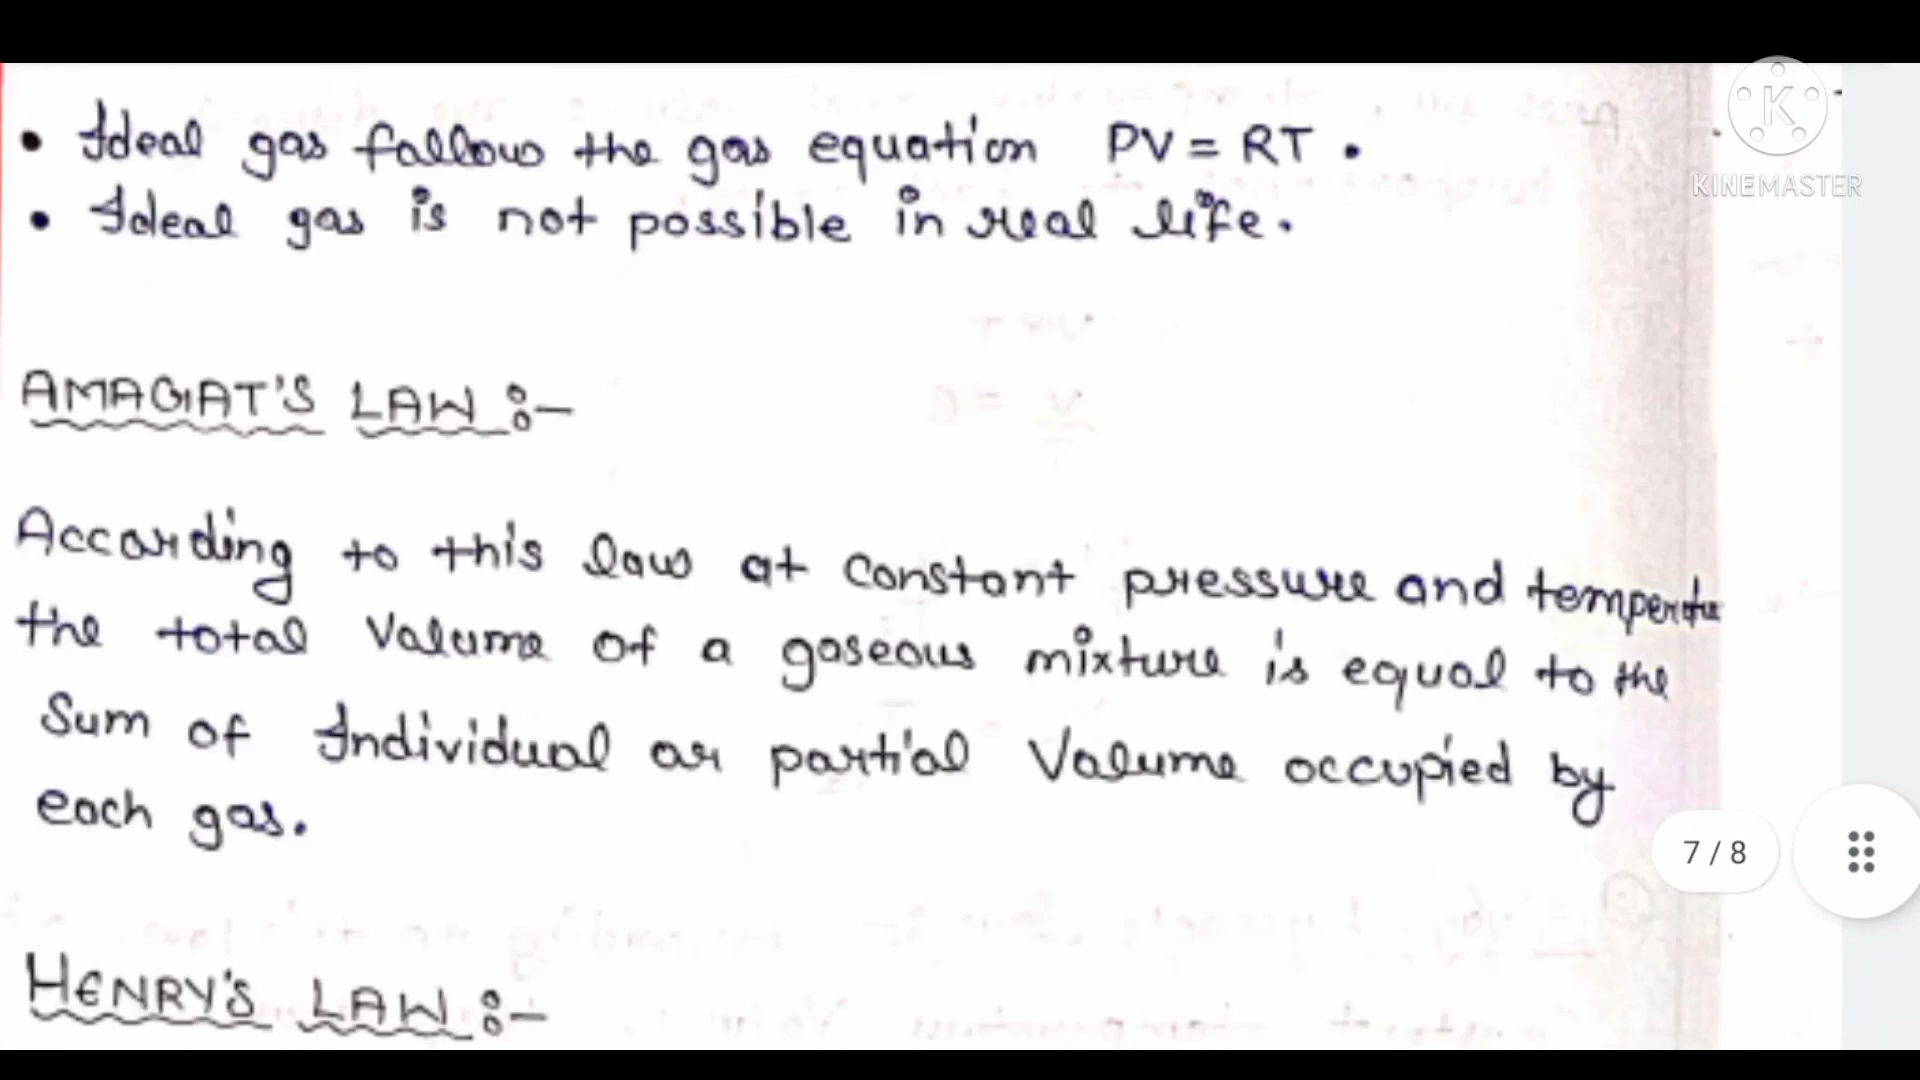 • Ideal gas follow the gas equation PV = RT .
• Ideal gas is not possible in real life.
KINEMASTER
AMAGAT'S LAW :-
According to this law at constant pressure and
the total Volume of a gaseous mixture is equal to the
Sum of Individual or partial Volume occupied by
each gas.
7 / 8
HENRY'S LAW :-